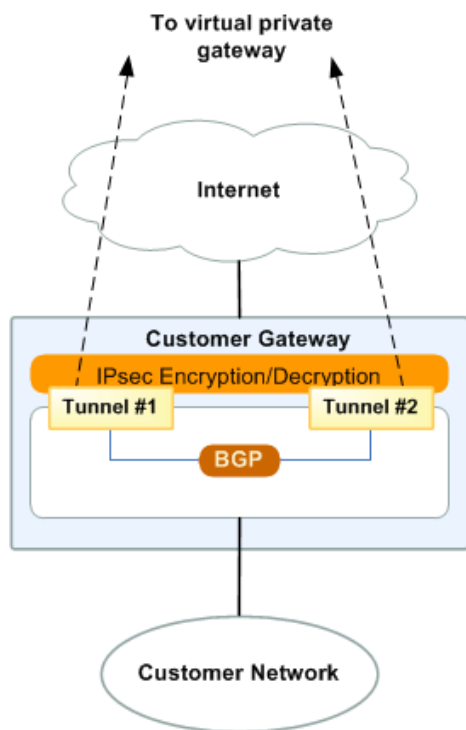 To virtual private
gateway
Internet
Customer Gateway
IPsec Encryption/Decryption
Tunnel #1
Tunnel #2
BGP
Customer Network